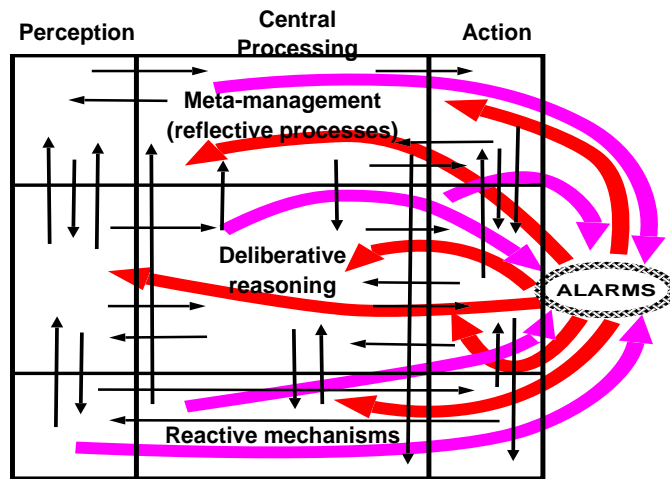 Perception
Central
Processing
Action
Meta-management
(reflective processes)
Deliberative
reasoning
ALARMS
Reactive mechanisms